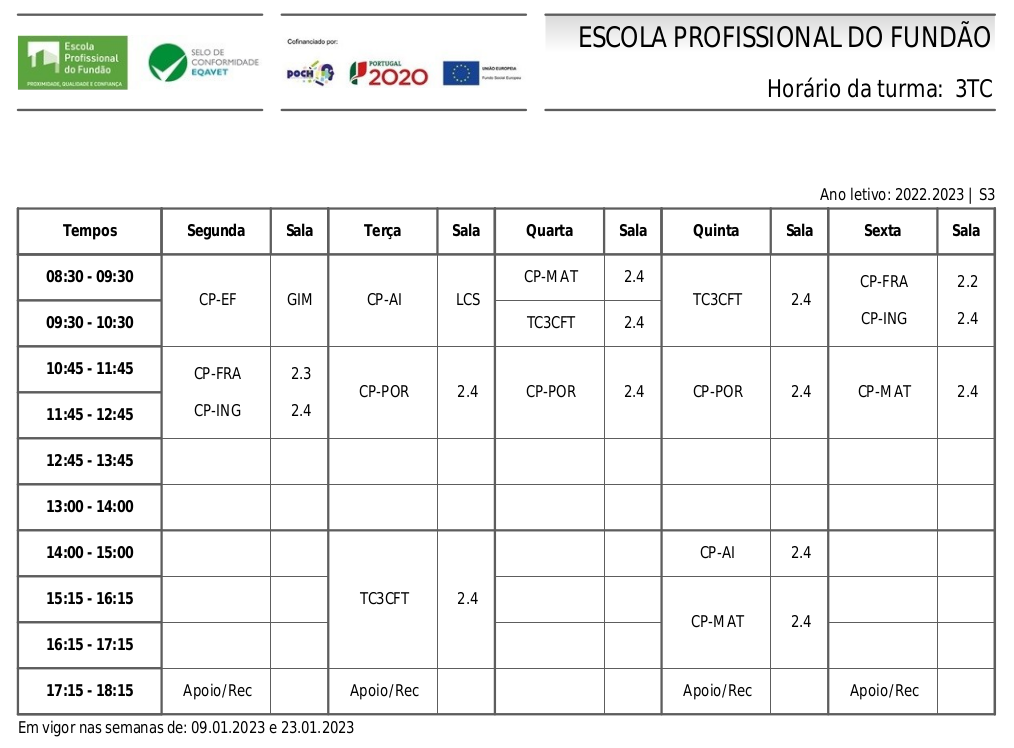 Escola
Profissional
do Fundão
PROXIMIDADE, QUALIDADE E CONFIANÇA
SELO DE
CONFORMIDADE
EQAVET
Cofinanciado por:
POCH
PORTUGAL
2020
UNIÃO EUROPEIA
Fundo Social Europeu
ESCOLA PROFISSIONAL DO FUNDÃO
Horário da turma: 3TC
Ano letivo: 2022.2023 | S3
Tempos Segunda Sala Terça Sala Quarta Sala Quinta Sala Sexta Sala
08:30 - 09:30 CP-EF GIM CP-AI LCS CP-MAT 2.4 TC3CFT 2.4 CP-FRA 2.2
09:30 - 10:30 TC3CFT 2.4 CP-ING 2.4
10:45 - 11:45 CP-FRA 2.3 CP-POR 2.4 CP-POR 2.4 CP-POR 2.4 CP-MAT 2.4
11:45 - 12:45 CP-ING 2.4
12:45 - 13:45
13:00 - 14:00
14:00 - 15:00 CP-AI 2.4
15:15 - 16:15 TC3CFT 2.4 CP-MAT 2.4
16:15 - 17:15
17:15 - 18:15 Apoio/Rec Apoio/Rec Apoio/Rec Apoio/Rec
Em vigor nas semanas de: 09.01.2023 e 23.01.2023